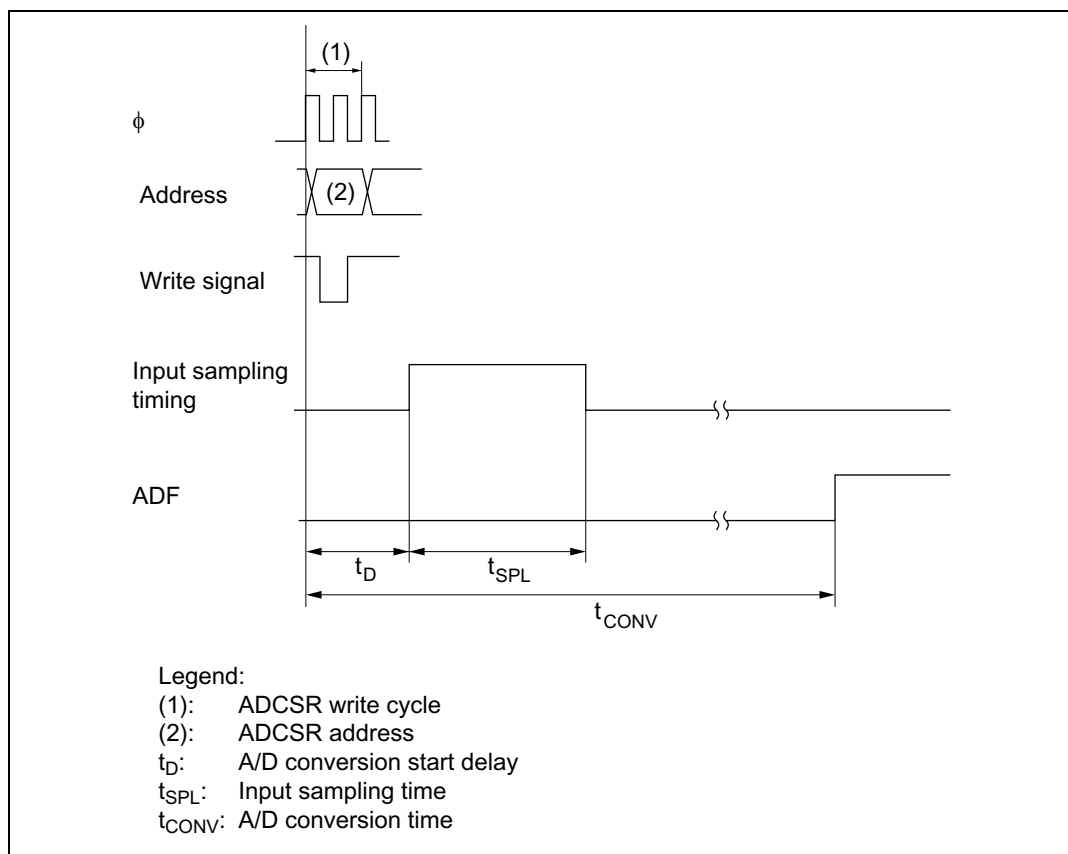 (1)
ϕ
Address
(2)
Write signal
Input sampling
timing
ADF
tD
tSPL
tCONV
Legend:
(1): ADCSR write cycle
(2): ADCSR address
tD: A/D conversion start delay
tSPL: Input sampling time
tCONV: A/D conversion time